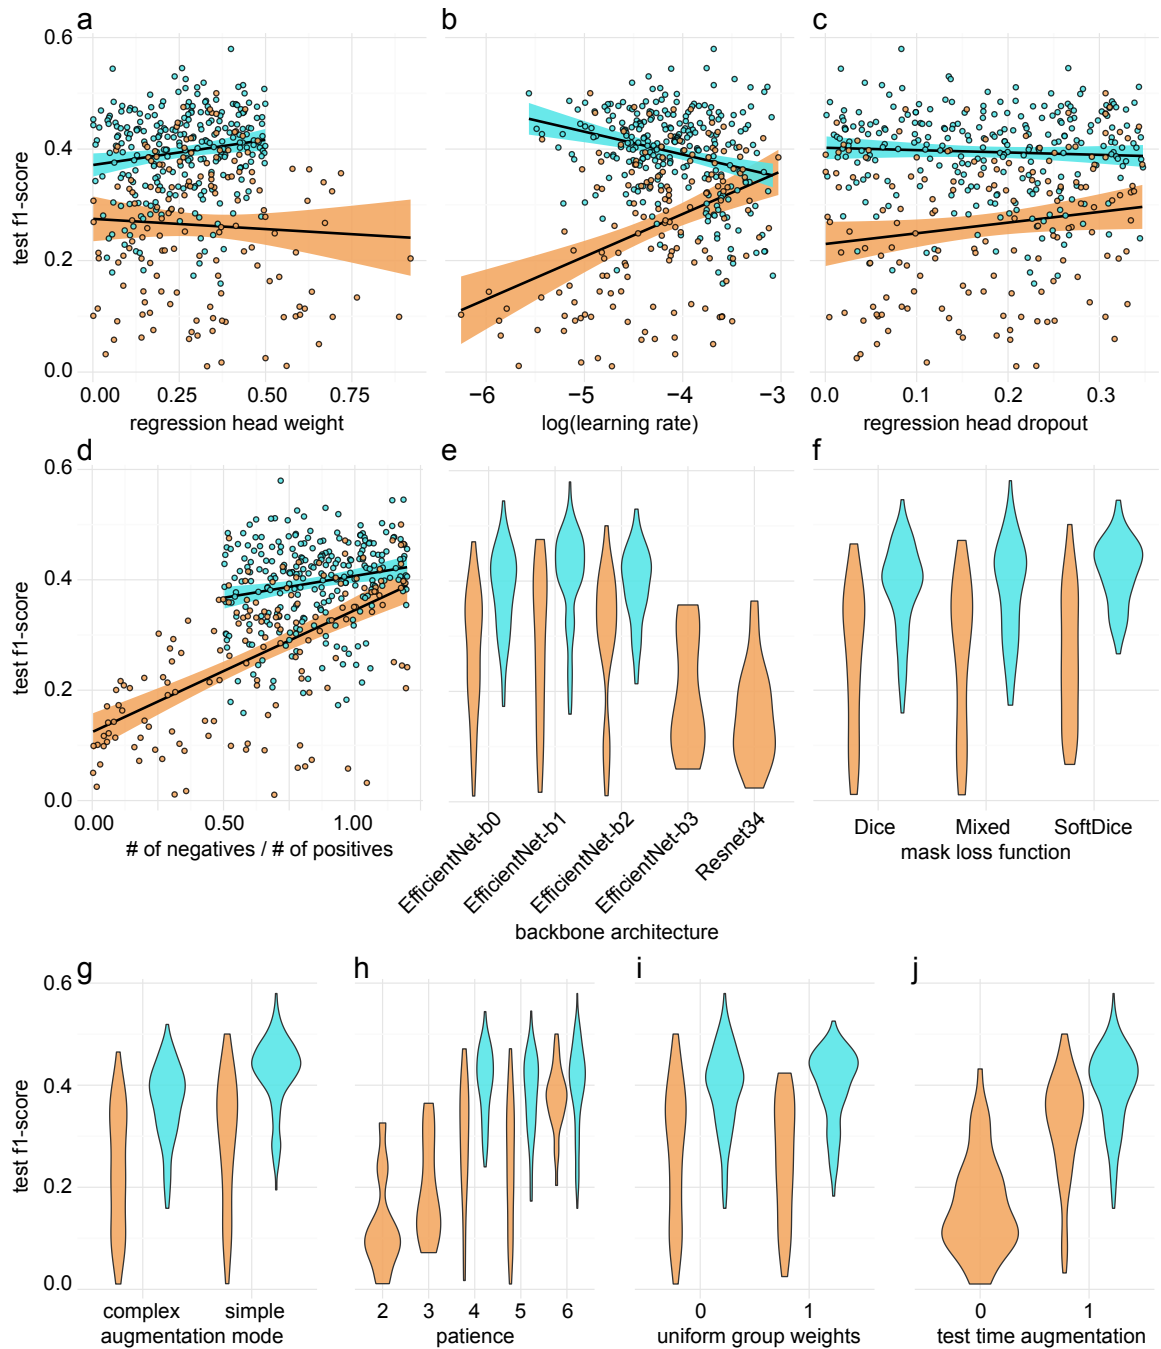 a
b
c
0.6
0.4
0.2
0.0
test f1-score
0.00 0.25 0.50 0.75
regression head weight
−6 −5 −4 −3
log(learning rate)
0.0 0.1 0.2 0.3
regression head dropout
d
e
f
0.6
0.4
0.2
0.0
test f1-score
0.00 0.50 1.00
# of negatives / # of positives
EfficientNet-b0
EfficientNet-b1
EfficientNet-b2
EfficientNet-b3
Resnet34
backbone architecture
Dice Mixed SoftDice
mask loss function
g
h
i
j
0.6
0.4
0.2
0.0
test f1-score
complex simple
augmentation mode
2 3 4 5 6
patience
0 1
uniform group weights
0 1
test time augmentation